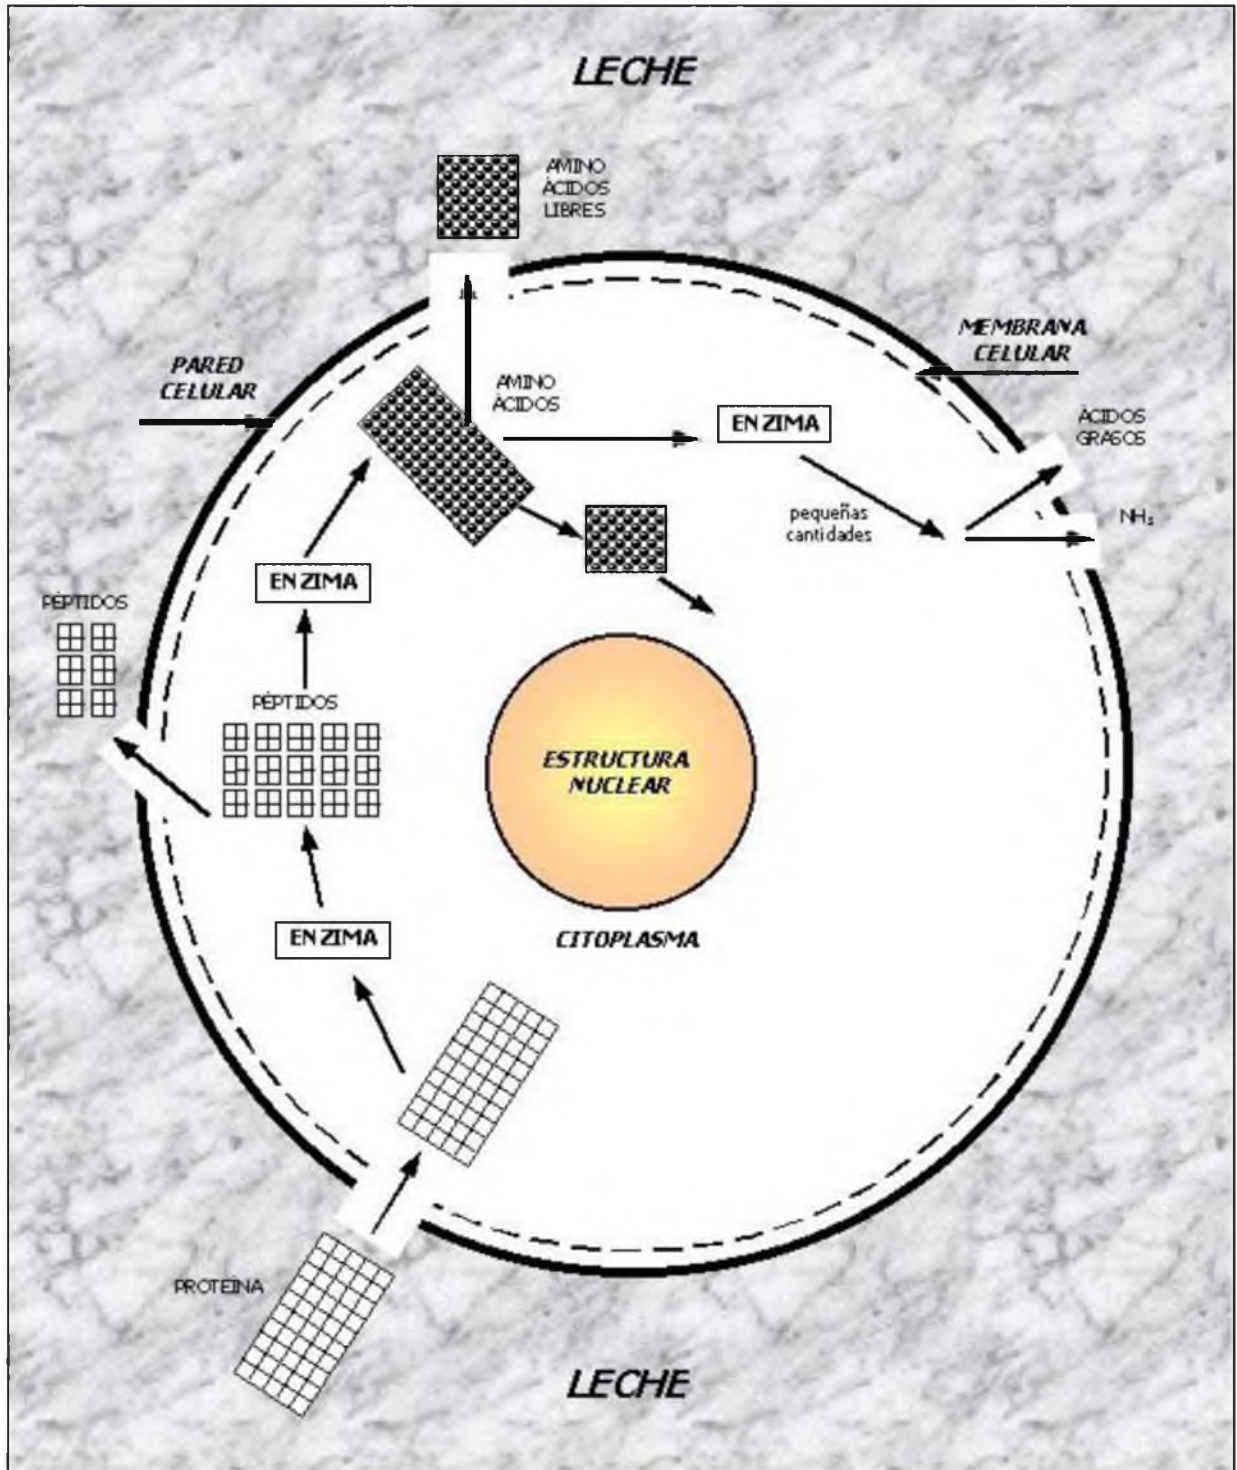 LECHE
AMINO
ÁCIDOS
LIBRES
MEMBRANA
CELULAR
PARED
CELULAR
AMINO
ÁCIDOS
ENZIMA
ÁCIDOS
GRASOS
pequeñas
cantidades
NH₃
ENZIMA
PÉPTIDOS
PÉPTIDOS
ESTRUCTURA
NUCLEAR
ENZIMA
CITOPLASMA
PROTEÍNA
LECHE